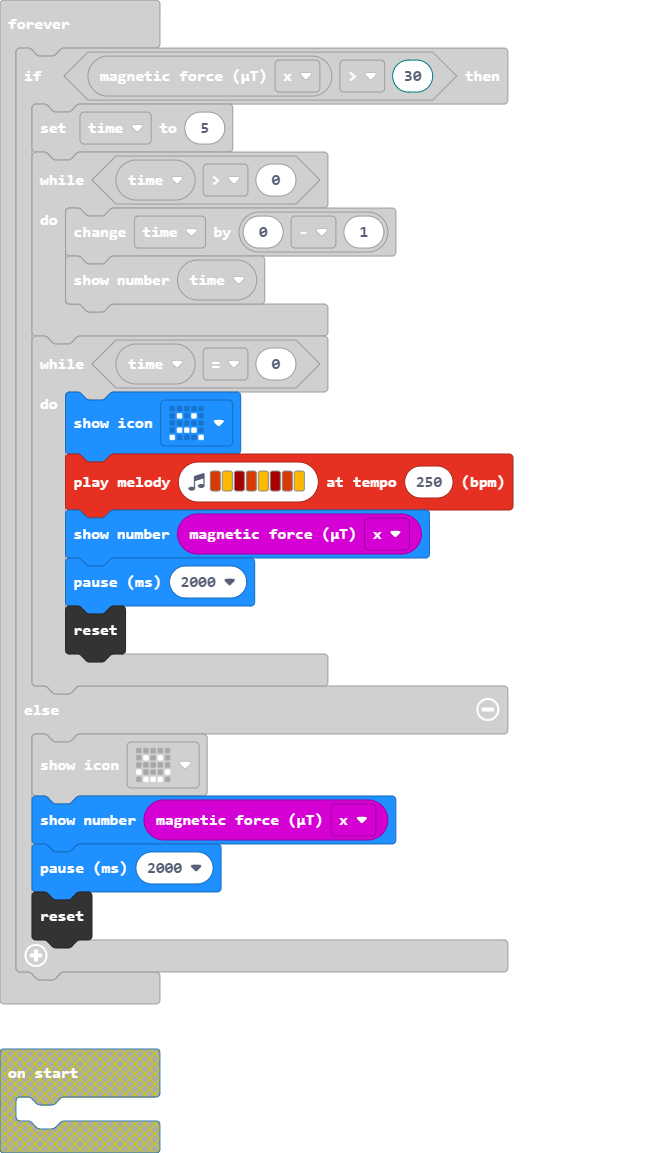 forever
if magnetic force (µT) x > 30 then
set time to 5
while time > 0
do
change time by 0 - 1
show number time
while time = 0
do
show icon
play melody at tempo 250 (bpm)
show number magnetic force (µT) x
pause (ms) 2000
reset
else
show icon
show number magnetic force (µT) x
pause (ms) 2000
reset
on start